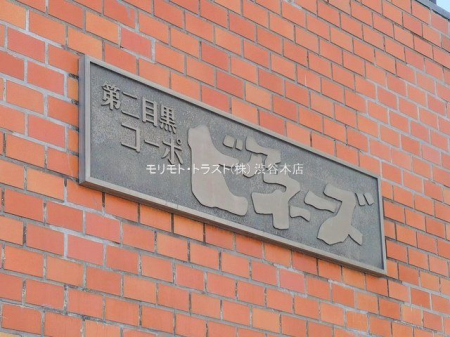 第二目黒
コーポ
ビアネーズ
モリモト・トラスト(株) 渋谷本店